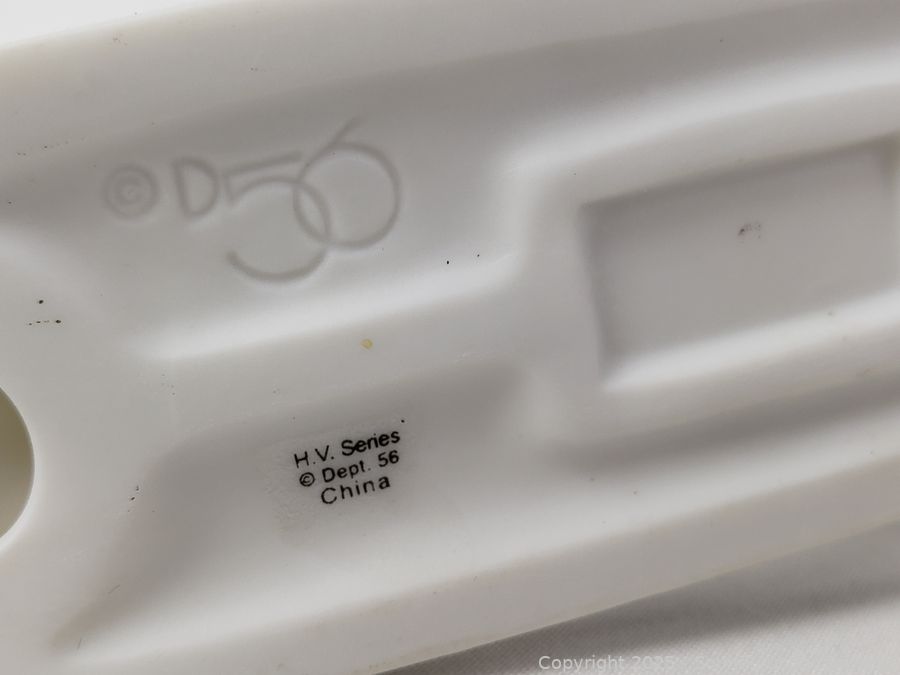 © D56
H.V. Series
© Dept. 56
China
Copyright 2025